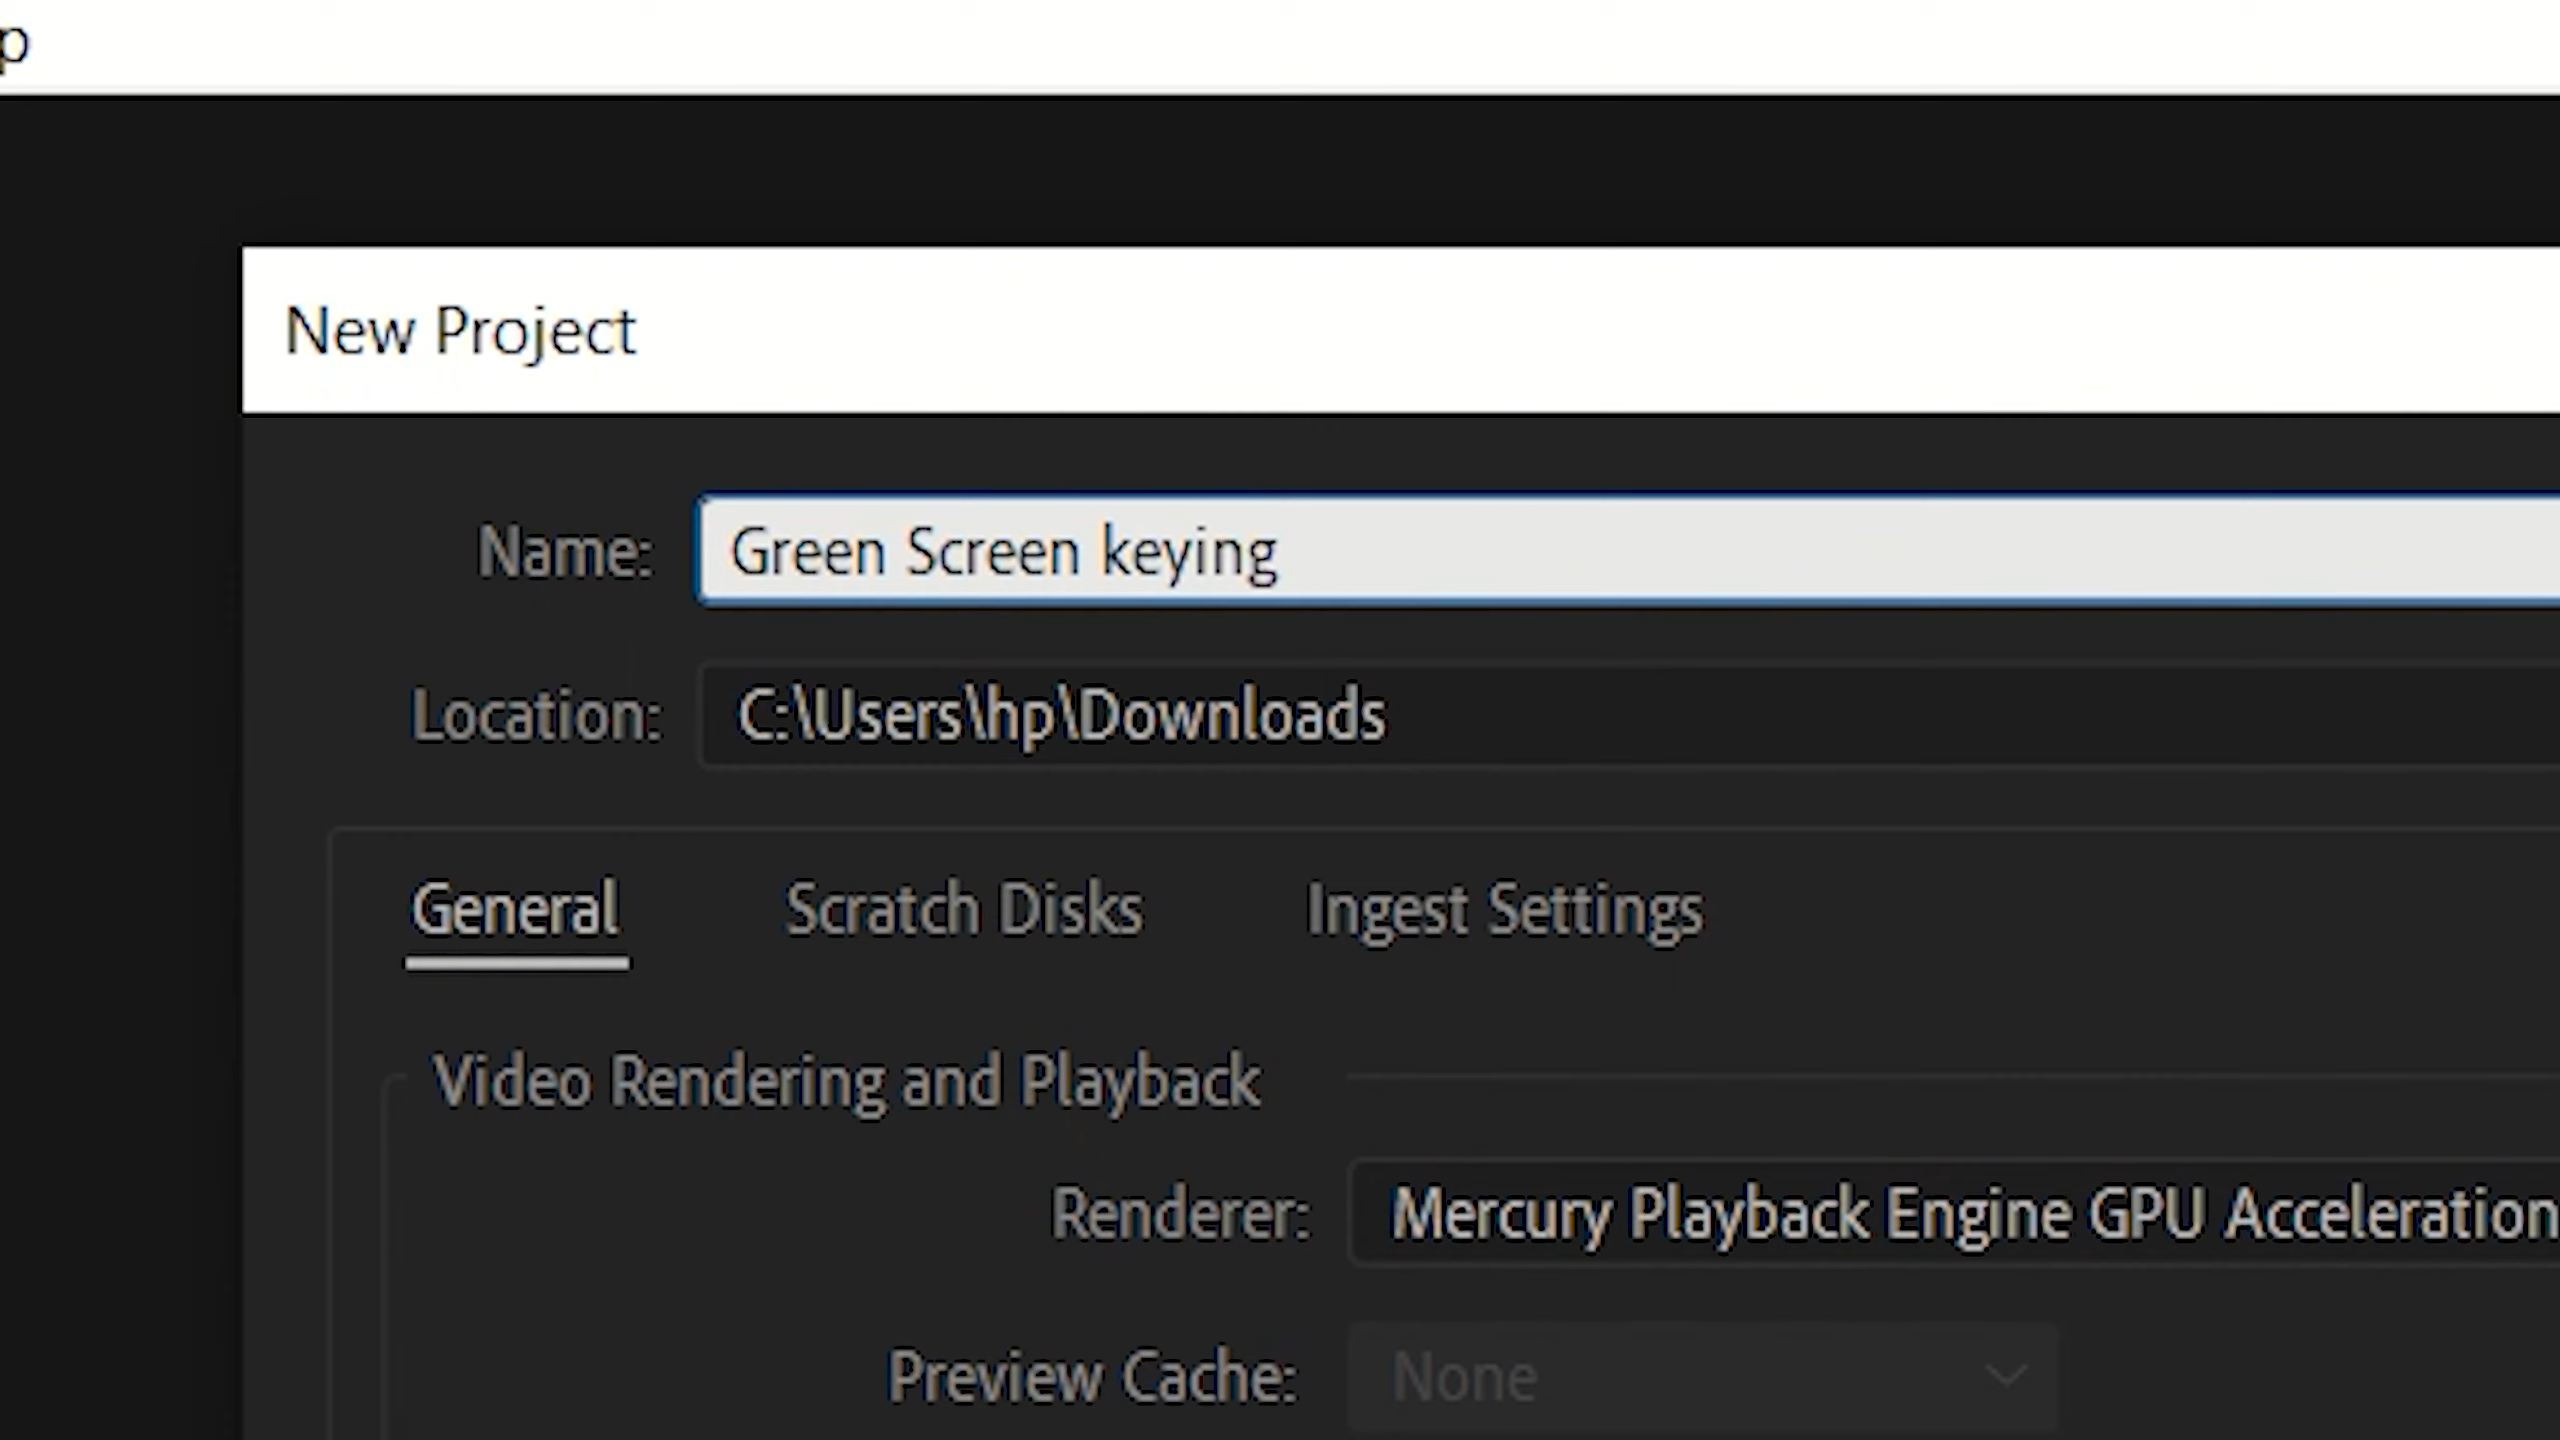 p
New Project
Name: Green Screen keying
Location: C:\Users\hp\Downloads
General Scratch Disks Ingest Settings
Video Rendering and Playback
Renderer: Mercury Playback Engine GPU Acceleration
Preview Cache: None